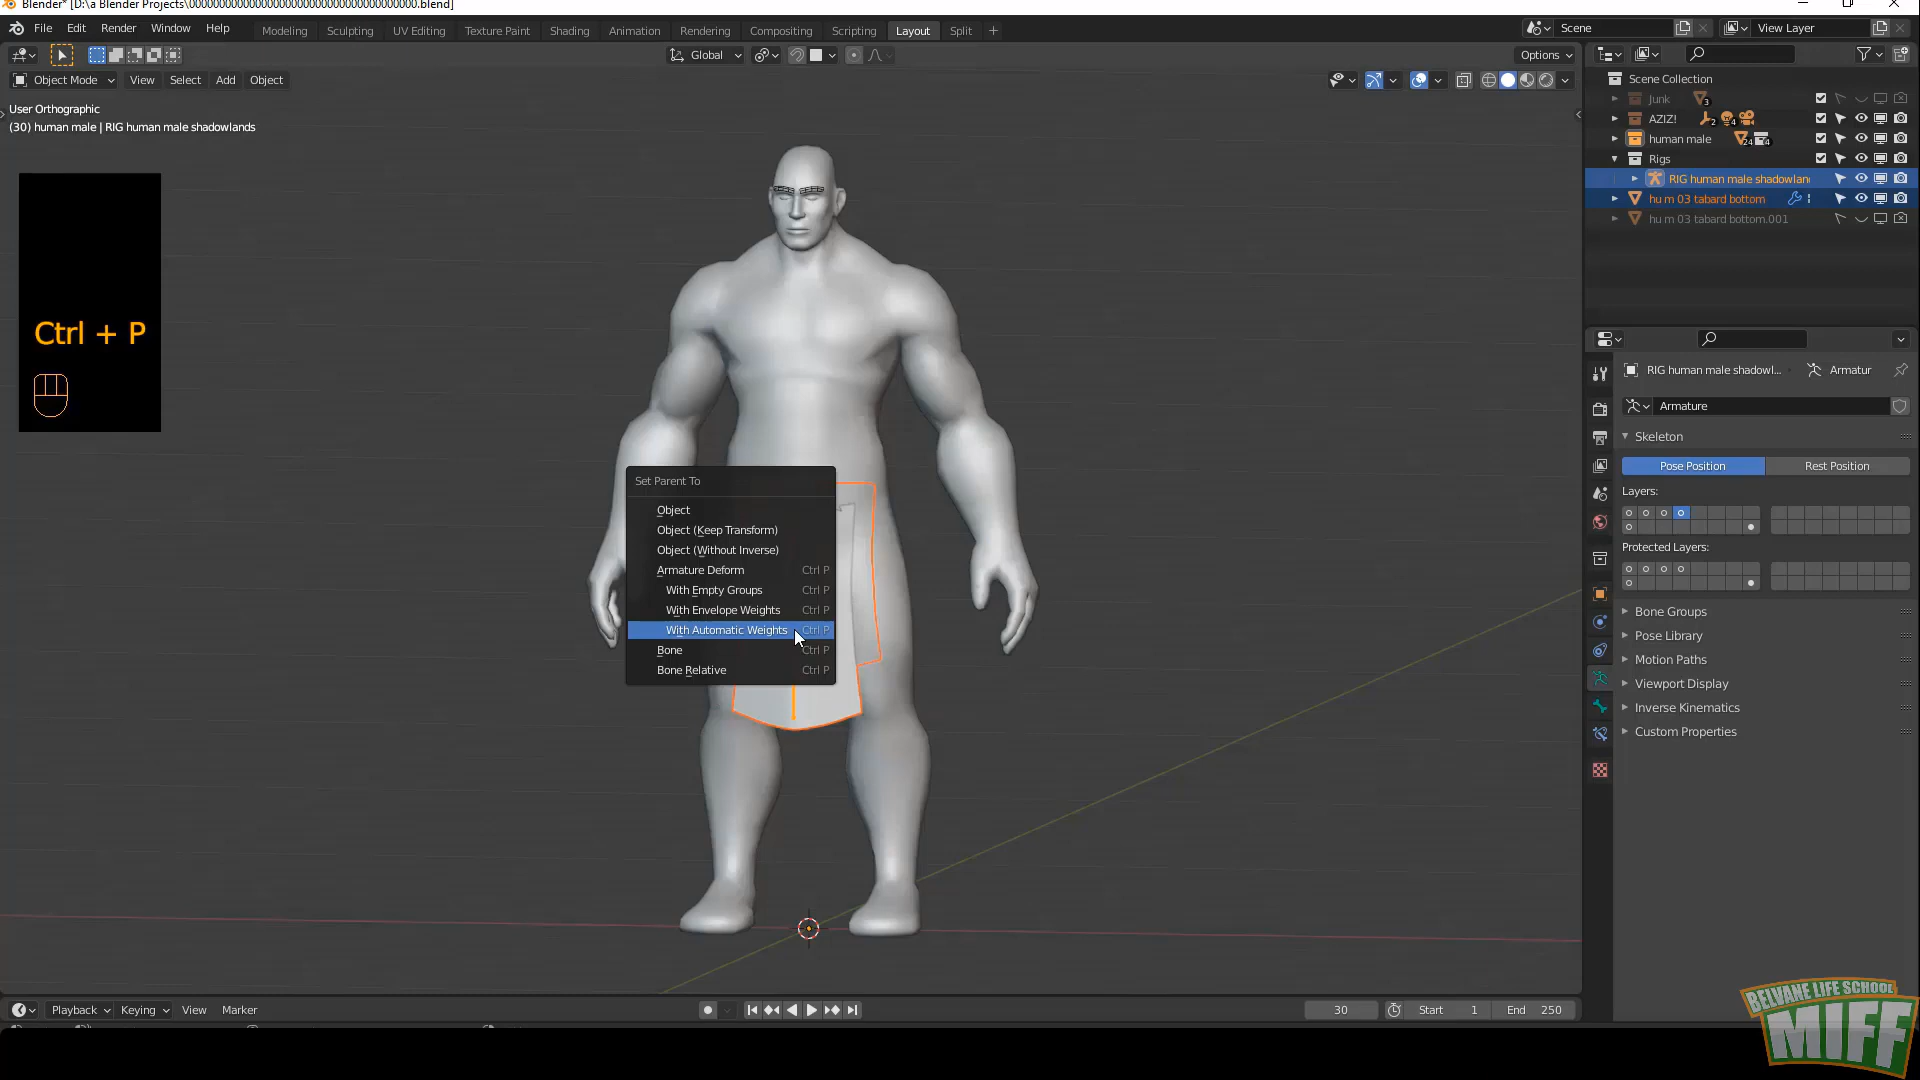 Blender* [D:\a Blender Projects\00000000000000000000000000000000000.blend]
File Edit Render Window Help
Modeling Sculpting UV Editing Texture Paint Shading Animation Rendering Compositing Scripting Layout Split +
Scene
View Layer
Global
Options
Object Mode View Select Add Object
User Orthographic
(30) human male | RIG human male shadowlands
Ctrl + P
Set Parent To
Object
Object (Keep Transform)
Object (Without Inverse)
Armature Deform Ctrl P
With Empty Groups Ctrl P
With Envelope Weights Ctrl P
With Automatic Weights Ctrl P
Bone Ctrl P
Bone Relative Ctrl P
Scene Collection
Junk 3
AZIZ! 2 4
human male 24 4
Rigs
RIG human male shadowlan
hu m 03 tabard bottom
hu m 03 tabard bottom.001
RIG human male shadowl... Armatur
Armature
Skeleton
Pose Position Rest Position
Layers:
Protected Layers:
Bone Groups
Pose Library
Motion Paths
Viewport Display
Inverse Kinematics
Custom Properties
Playback Keying View Marker
30 Start 1 End 250
BELVANE LIFE SCHOOL
MIFF